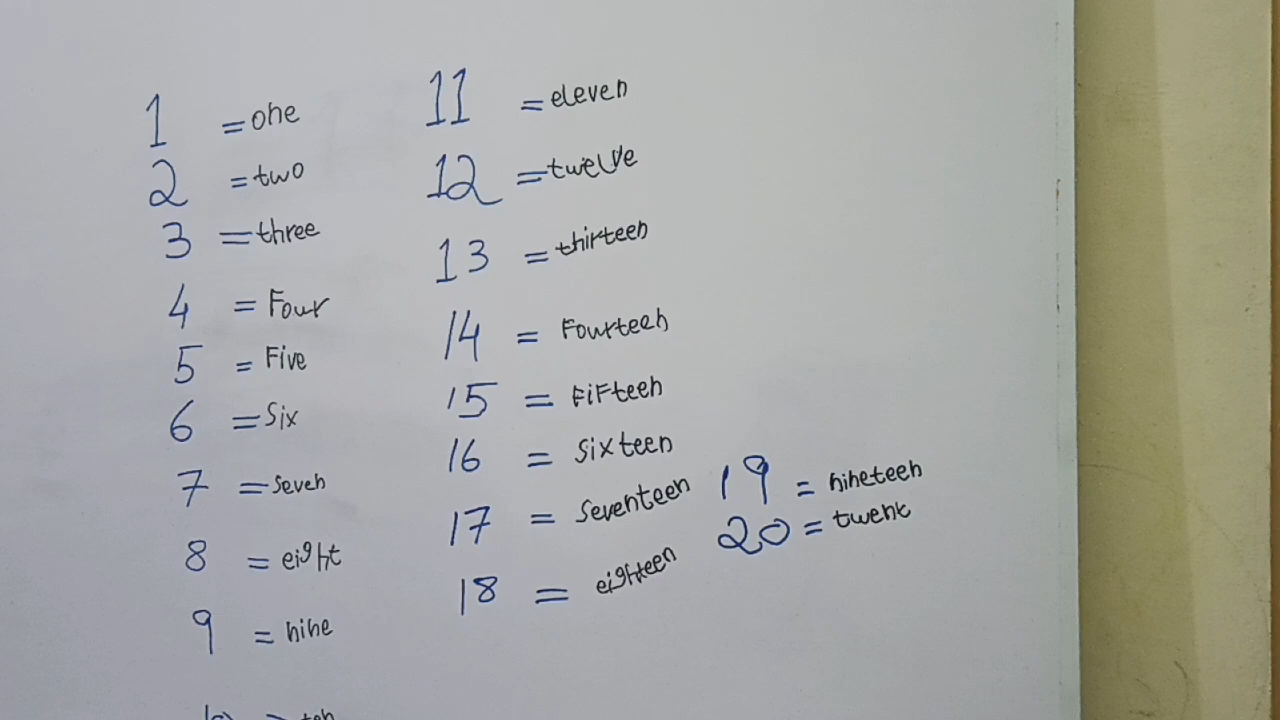 1 = one
2 = two
3 = three
4 = Four
5 = Five
6 = Six
7 = Seven
8 = eight
9 = nine
10 = ten
11 = eleven
12 = twelve
13 = thirteen
14 = Fourteen
15 = FiFteen
16 = Sixteen
17 = Seventeen
18 = eighteen
19 = nineteen
20 = twent